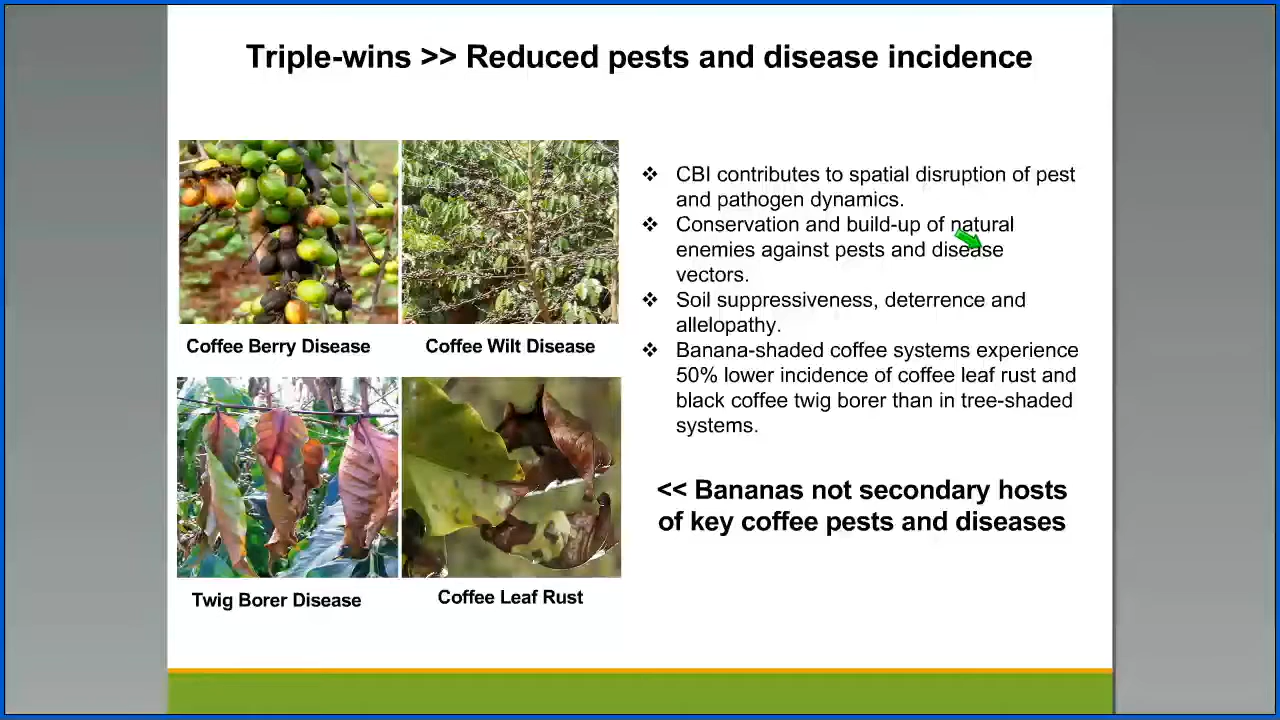 Triple-wins >> Reduced pests and disease incidence
Coffee Berry Disease
Coffee Wilt Disease
Twig Borer Disease
Coffee Leaf Rust
❖ CBI contributes to spatial disruption of pest
and pathogen dynamics.
❖ Conservation and build-up of natural
enemies against pests and disease
vectors.
❖ Soil suppressiveness, deterrence and
allelopathy.
❖ Banana-shaded coffee systems experience
50% lower incidence of coffee leaf rust and
black coffee twig borer than in tree-shaded
systems.
<< Bananas not secondary hosts
of key coffee pests and diseases